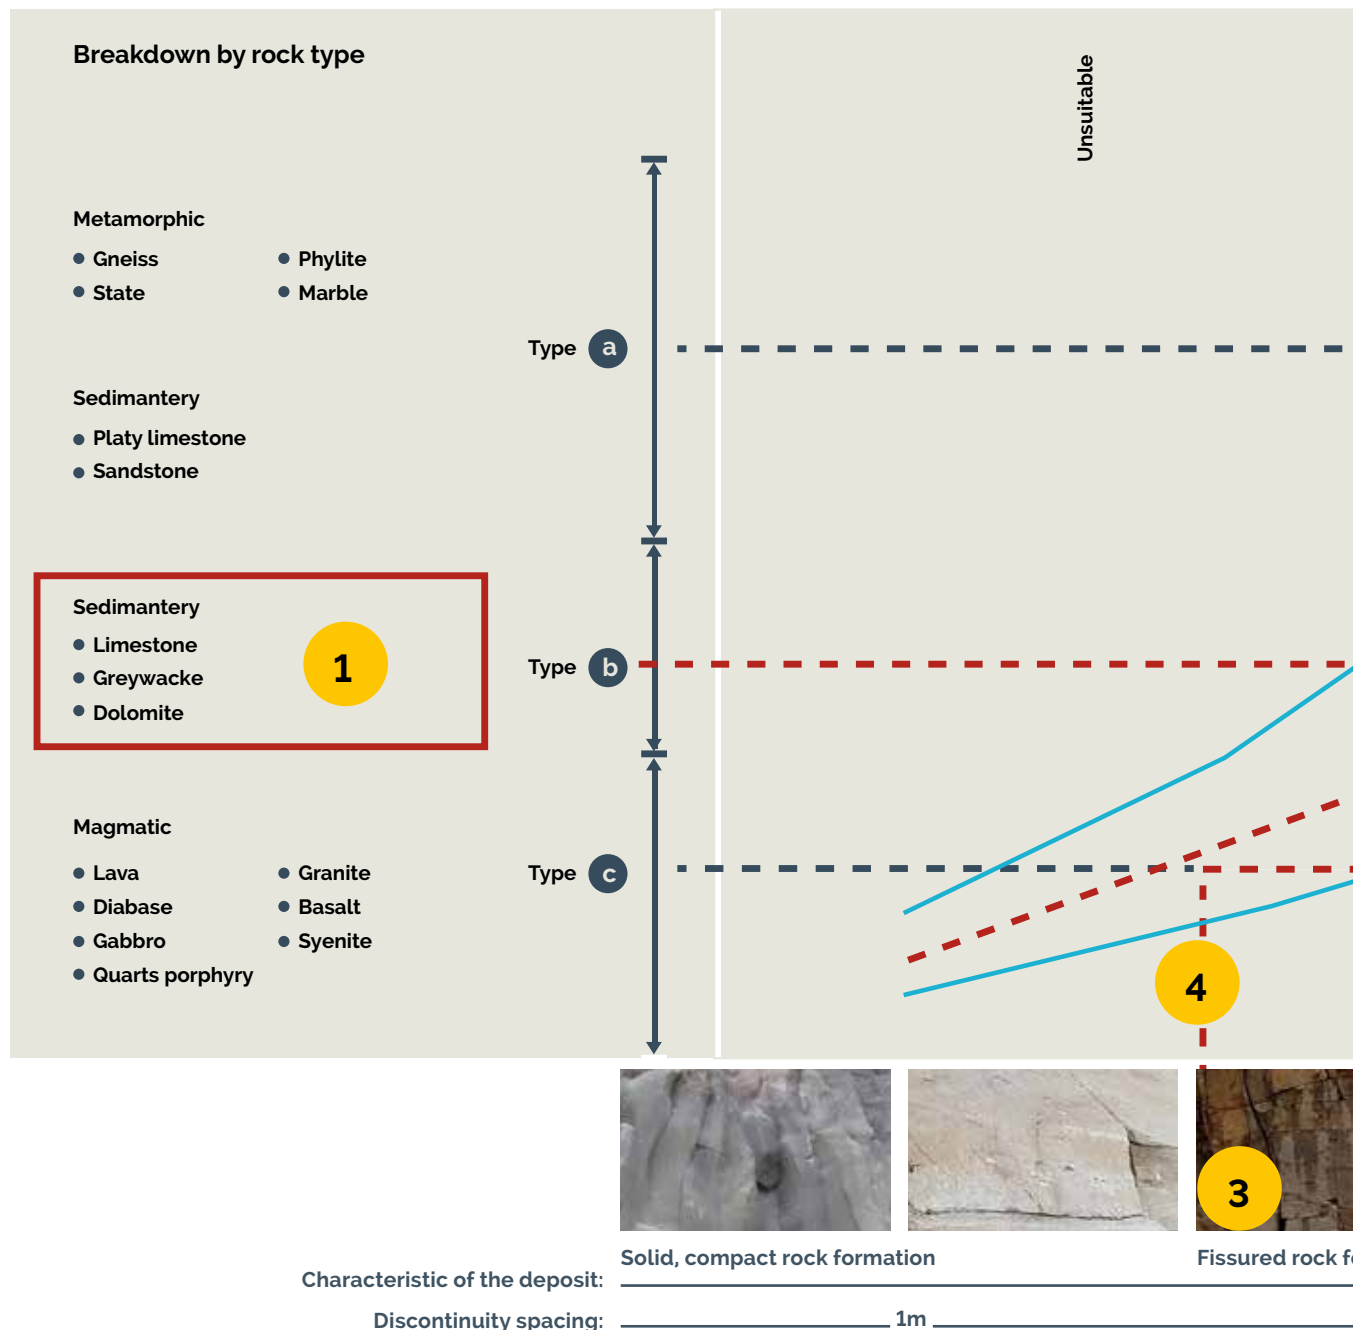 Breakdown by rock type
Unsuitable
Metamorphic
Gneiss
Phylite
State
Marble
Type a
Sedimantery
Platy limestone
Sandstone
Sedimantery
Limestone
Greywacke
Dolomite
1
Type b
Magmatic
Lava
Granite
Diabase
Basalt
Gabbro
Syenite
Quarts porphyry
Type c
4
3
Solid, compact rock formation
Fissured rock
Characteristic of the deposit:
Discontinuity spacing:
1m